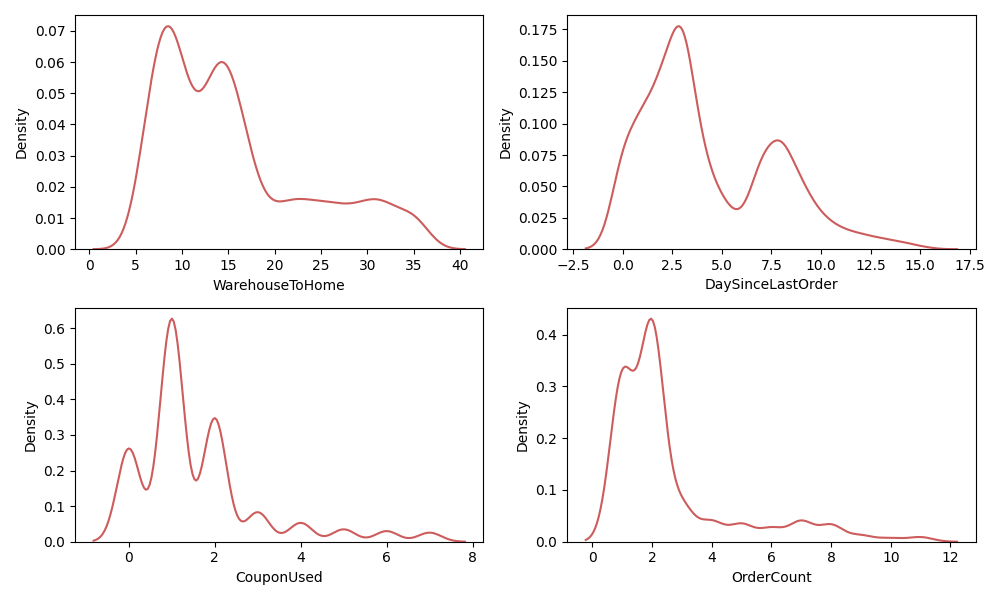 Density
0.07
0.06
0.05
0.04
0.03
0.02
0.01
0.00
0 5 10 15 20 25 30 35 40
WarehouseToHome
Density
0.175
0.150
0.125
0.100
0.075
0.050
0.025
0.000
−2.5 0.0 2.5 5.0 7.5 10.0 12.5 15.0 17.5
DaySinceLastOrder
Density
0.6
0.5
0.4
0.3
0.2
0.1
0.0
0 2 4 6 8
CouponUsed
Density
0.4
0.3
0.2
0.1
0.0
0 2 4 6 8 10 12
OrderCount